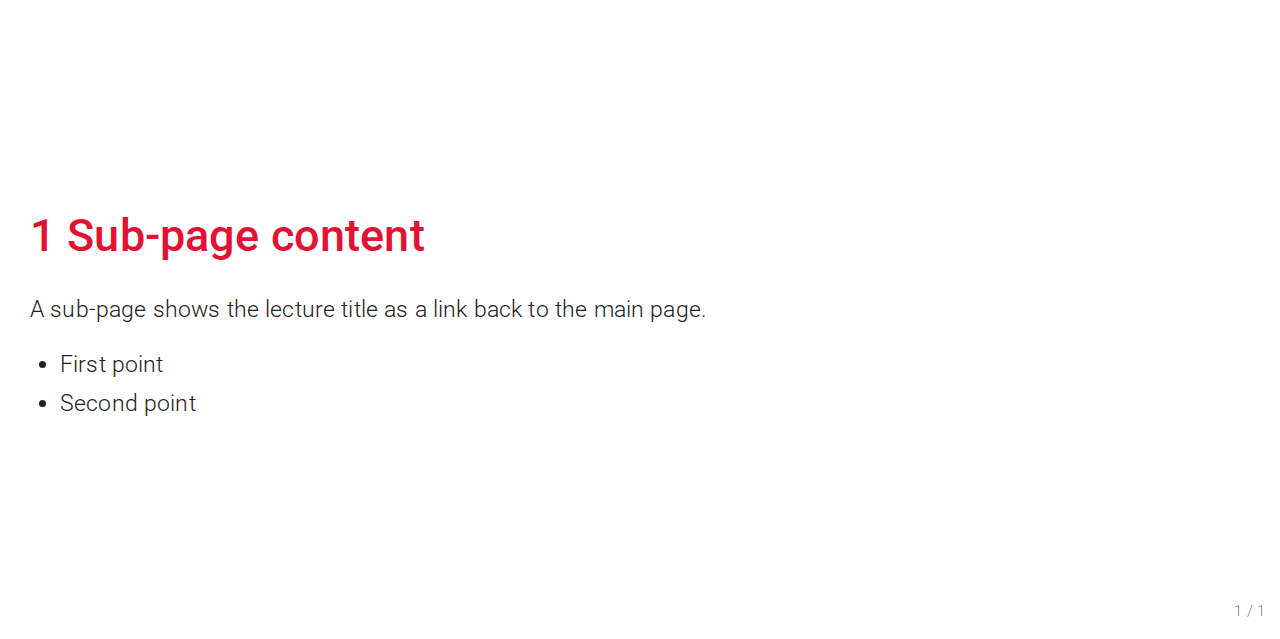 1 Sub-page content
A sub-page shows the lecture title as a link back to the main page.
• First point
• Second point
1 / 1